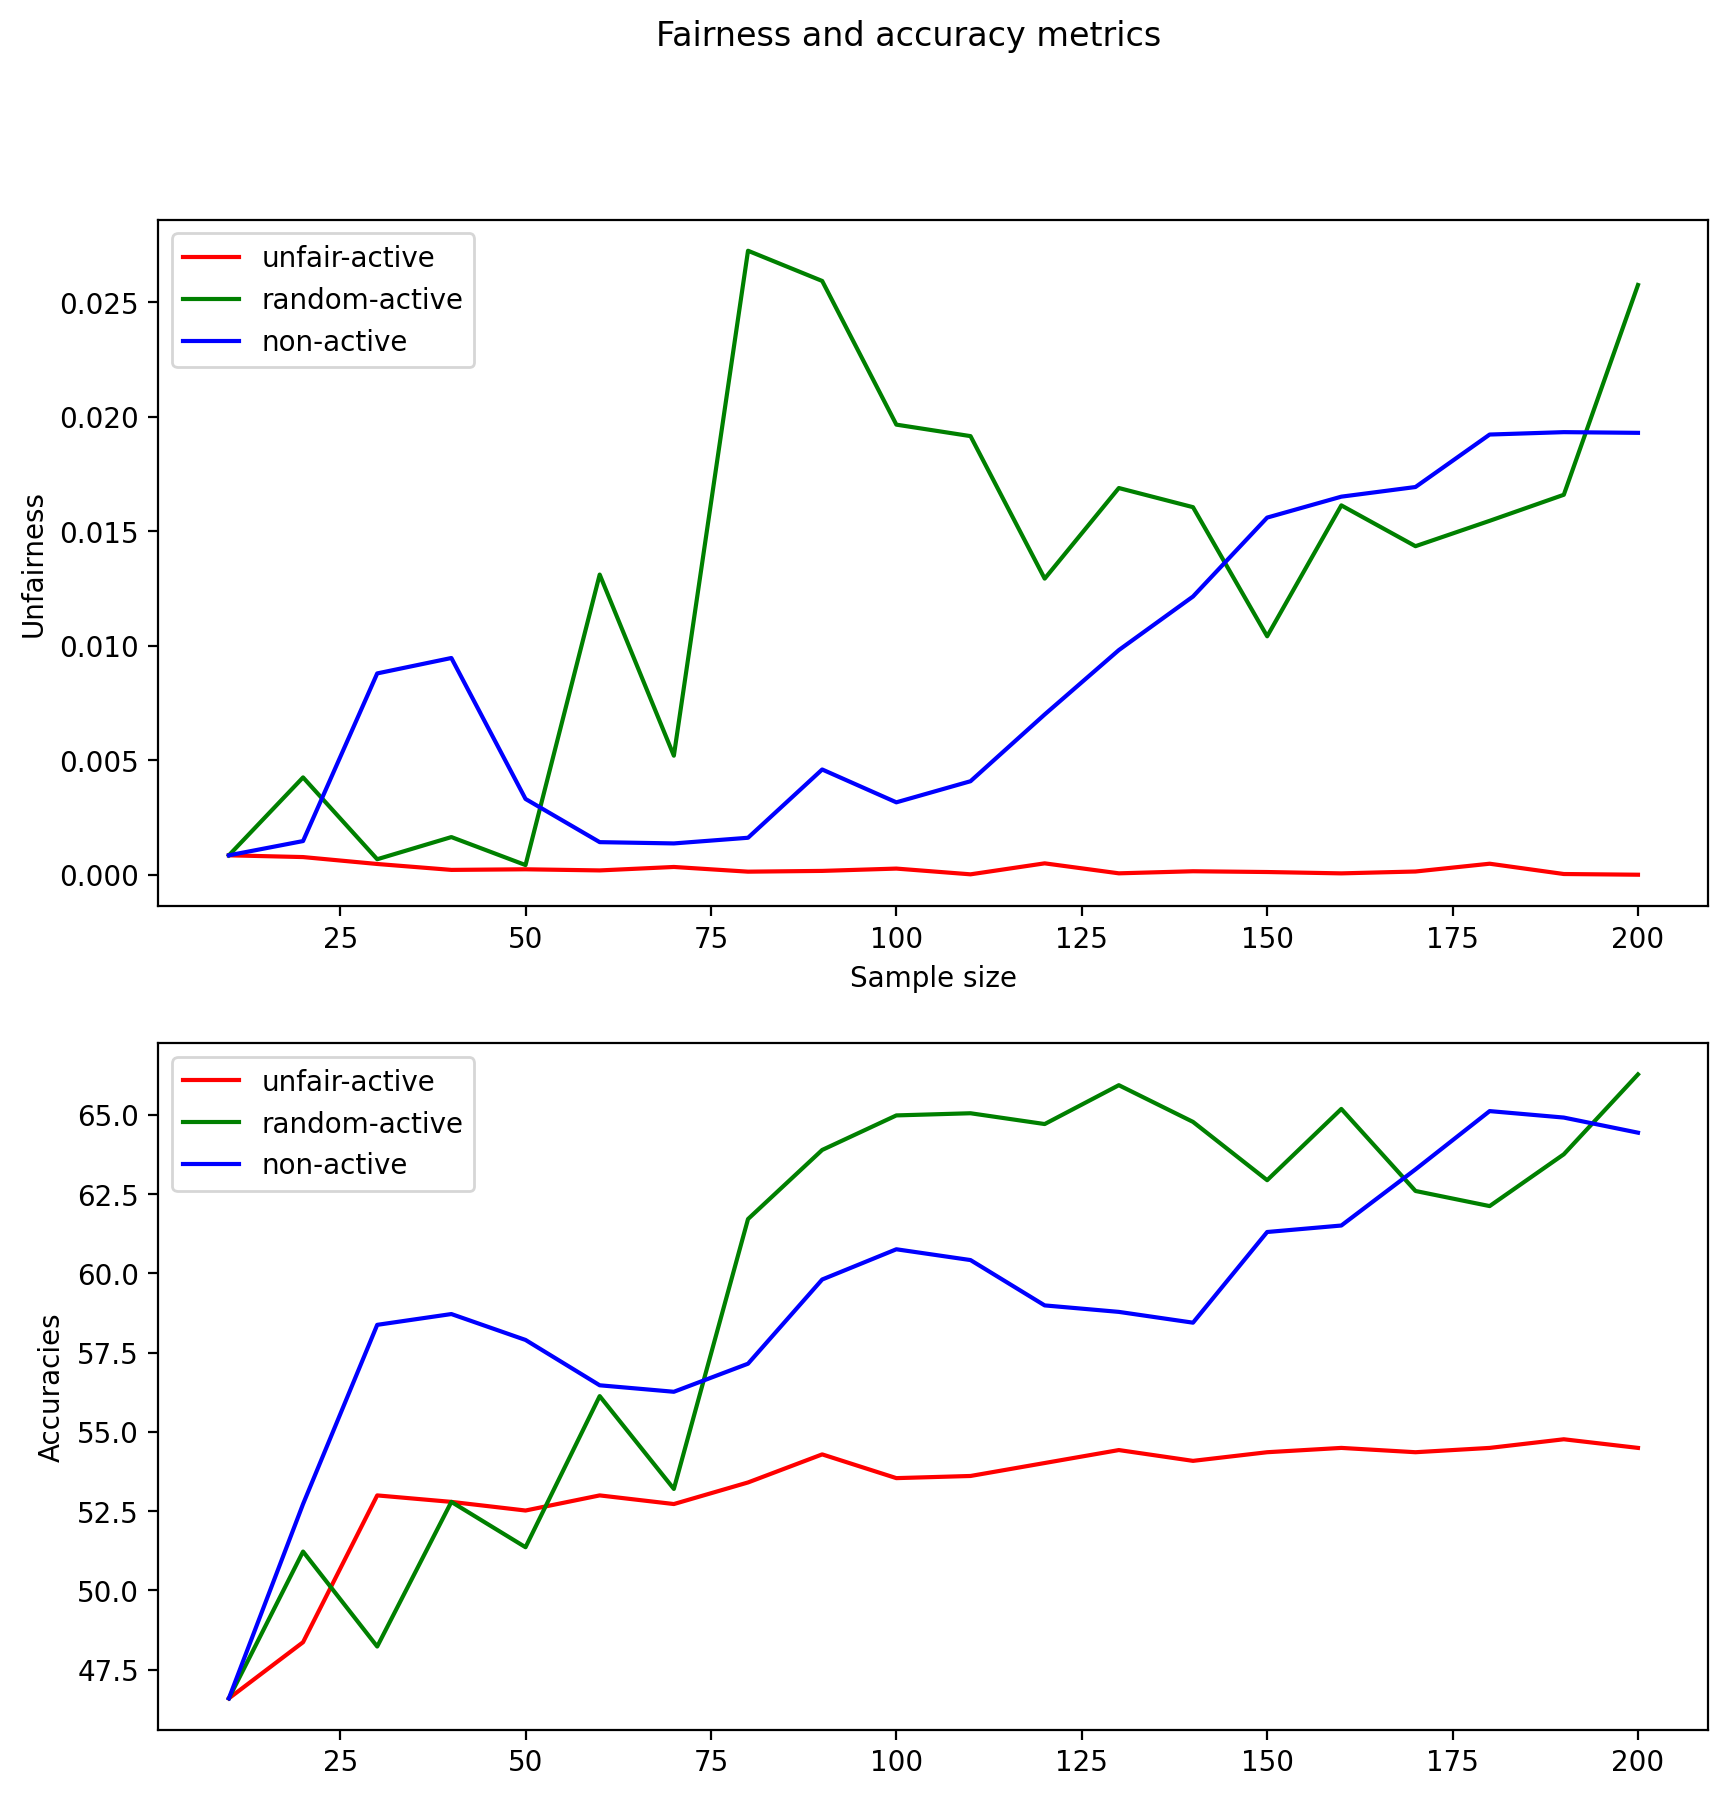 Fairness and accuracy metrics
unfair-active
random-active
non-active
0.025
0.020
0.015
0.010
0.005
0.000
Unfairness
25 50 75 100 125 150 175 200
Sample size
unfair-active
random-active
non-active
65.0
62.5
60.0
57.5
55.0
52.5
50.0
47.5
Accuracies
25 50 75 100 125 150 175 200